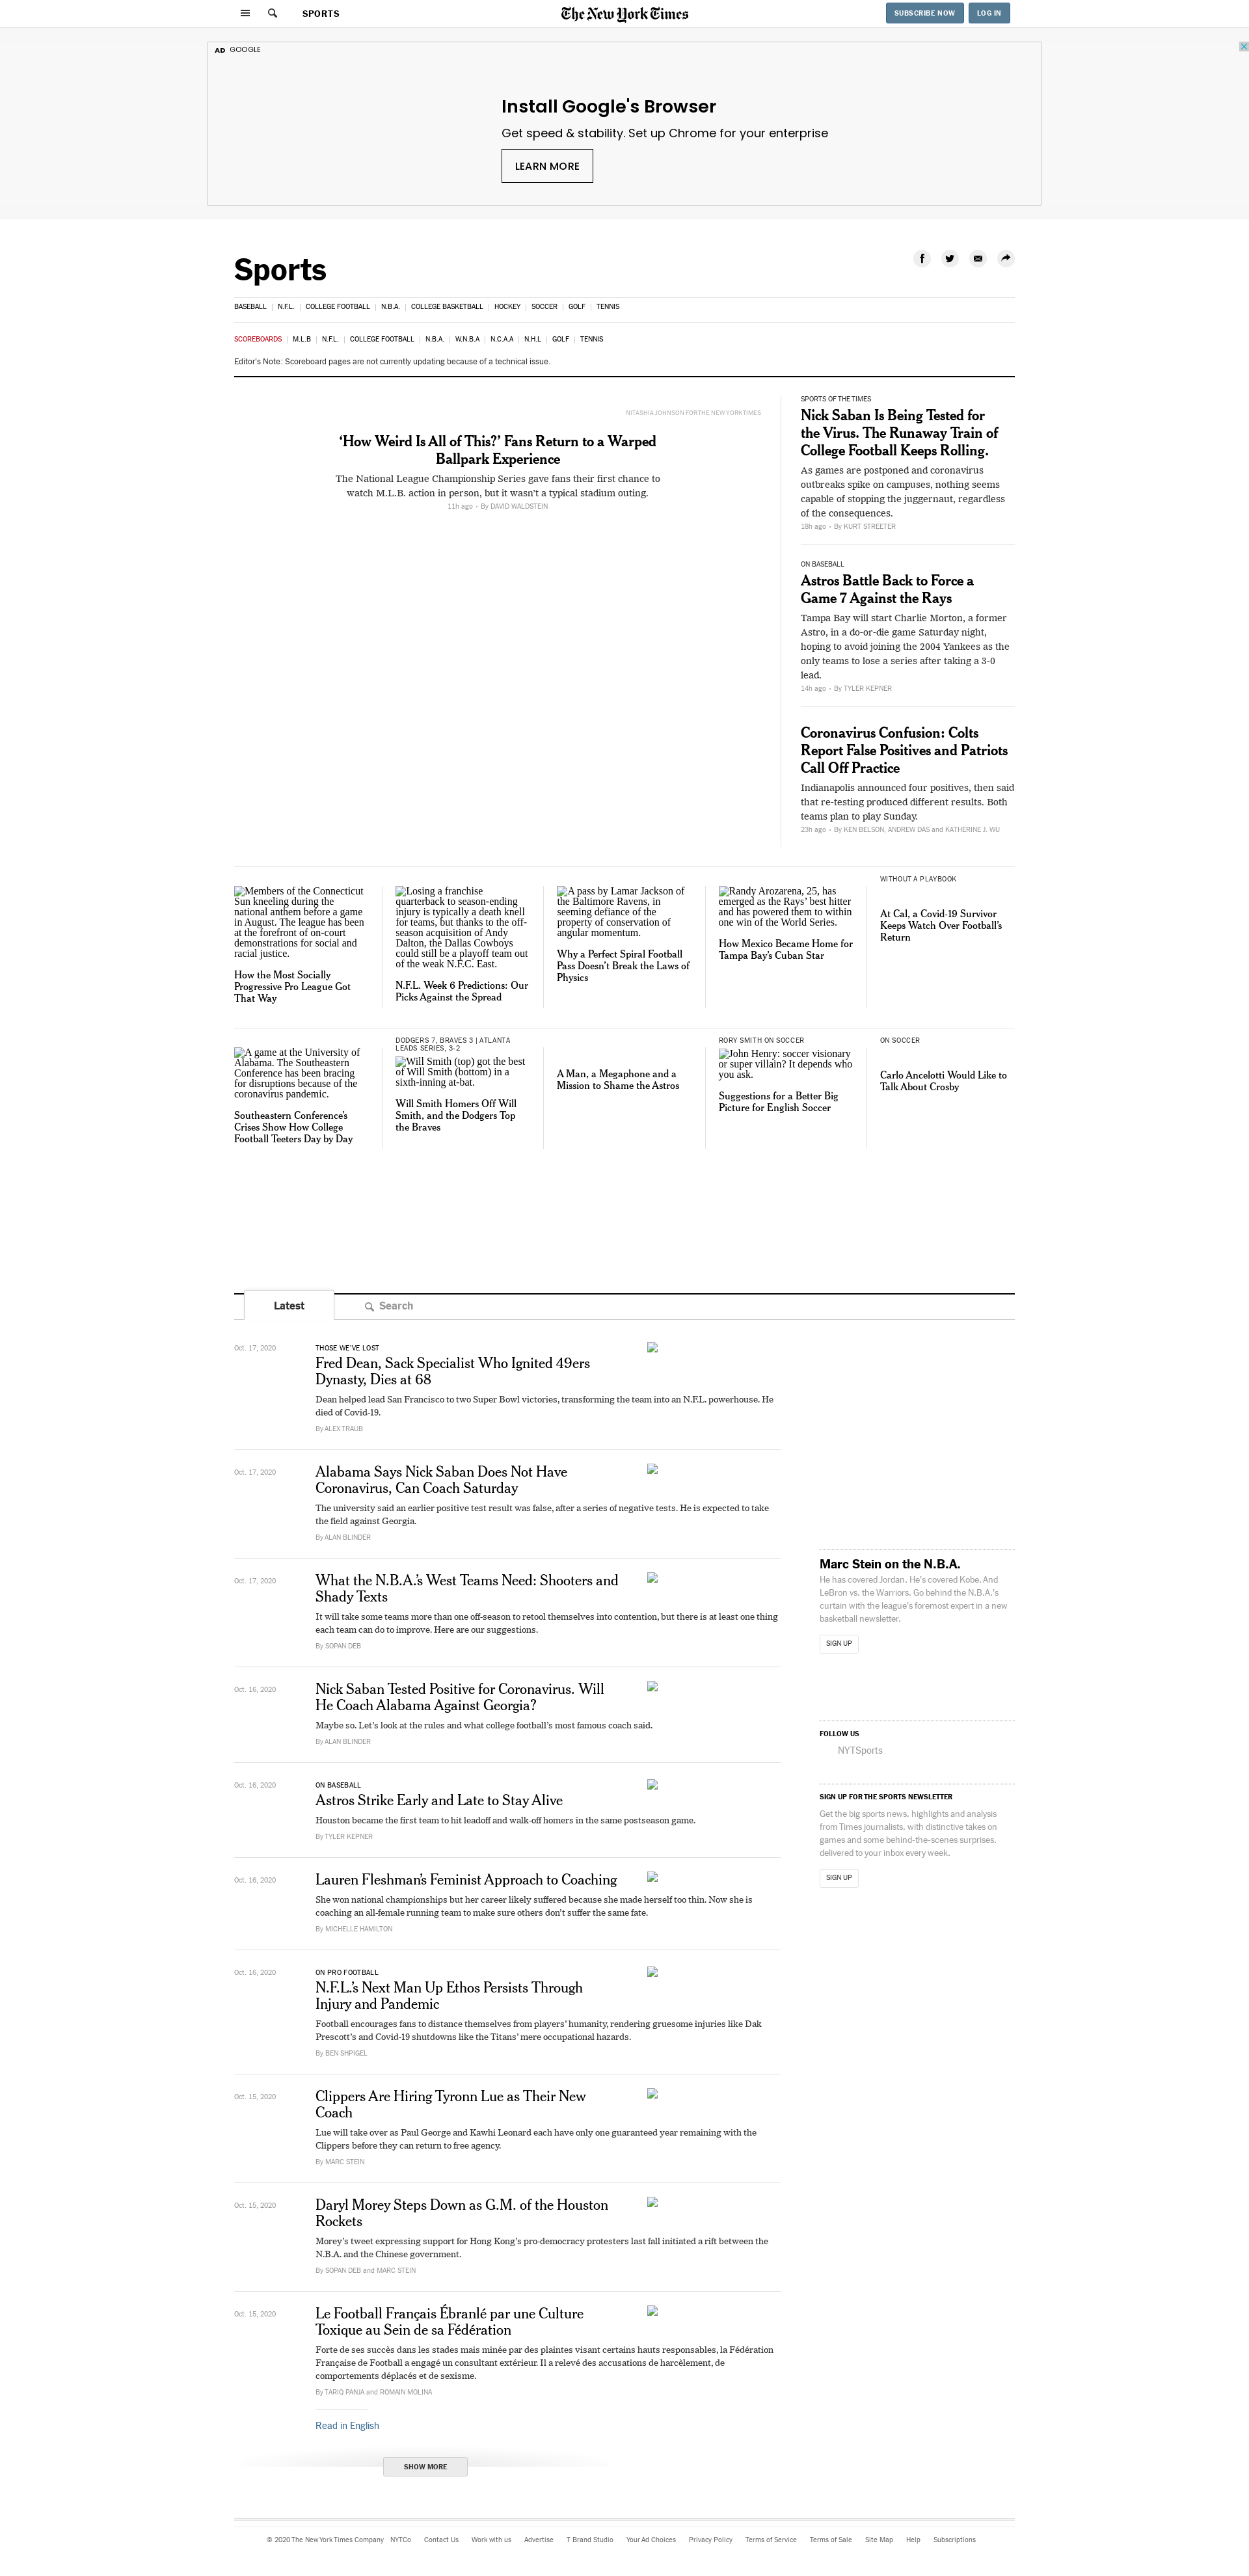 SPORTS
The New York Times
SUBSCRIBE NOW
LOG IN
AD GOOGLE
Install Google's Browser
Get speed & stability. Set up Chrome for your enterprise
LEARN MORE
Sports
BASEBALL | N.F.L. | COLLEGE FOOTBALL | N.B.A. | COLLEGE BASKETBALL | HOCKEY | SOCCER | GOLF | TENNIS
SCOREBOARDS | M.L.B | N.F.L. | COLLEGE FOOTBALL | N.B.A. | W.N.B.A | N.C.A.A | N.H.L | GOLF | TENNIS
Editor's Note: Scoreboard pages are not currently updating because of a technical issue.
NITASHIA JOHNSON FOR THE NEW YORK TIMES
‘How Weird Is All of This?’ Fans Return to a Warped
Ballpark Experience
The National League Championship Series gave fans their first chance to
watch M.L.B. action in person, but it wasn’t a typical stadium outing.
11h ago • By DAVID WALDSTEIN
SPORTS OF THE TIMES
Nick Saban Is Being Tested for
the Virus. The Runaway Train of
College Football Keeps Rolling.
As games are postponed and coronavirus
outbreaks spike on campuses, nothing seems
capable of stopping the juggernaut, regardless
of the consequences.
18h ago • By KURT STREETER
ON BASEBALL
Astros Battle Back to Force a
Game 7 Against the Rays
Tampa Bay will start Charlie Morton, a former
Astro, in a do-or-die game Saturday night,
hoping to avoid joining the 2004 Yankees as the
only teams to lose a series after taking a 3-0
lead.
14h ago • By TYLER KEPNER
Coronavirus Confusion: Colts
Report False Positives and Patriots
Call Off Practice
Indianapolis announced four positives, then said
that re-testing produced different results. Both
teams plan to play Sunday.
23h ago • By KEN BELSON, ANDREW DAS and KATHERINE J. WU
Members of the Connecticut
Sun kneeling during the
national anthem before a game
in August. The league has been
at the forefront of on-court
demonstrations for social and
racial justice.
How the Most Socially
Progressive Pro League Got
That Way
Losing a franchise
quarterback to season-ending
injury is typically a death knell
for teams, but thanks to the off-
season acquisition of Andy
Dalton, the Dallas Cowboys
could still be a playoff team out
of the weak N.F.C. East.
N.F.L. Week 6 Predictions: Our
Picks Against the Spread
A pass by Lamar Jackson of
the Baltimore Ravens, in
seeming defiance of the
property of conservation of
angular momentum.
Why a Perfect Spiral Football
Pass Doesn’t Break the Laws of
Physics
Randy Arozarena, 25, has
emerged as the Rays’ best hitter
and has powered them to within
one win of the World Series.
How Mexico Became Home for
Tampa Bay’s Cuban Star
WITHOUT A PLAYBOOK
At Cal, a Covid-19 Survivor
Keeps Watch Over Football’s
Return
A game at the University of
Alabama. The Southeastern
Conference has been bracing
for disruptions because of the
coronavirus pandemic.
Southeastern Conference’s
Crises Show How College
Football Teeters Day by Day
DODGERS 7, BRAVES 3 | ATLANTA
LEADS SERIES, 3-2
Will Smith (top) got the best
of Will Smith (bottom) in a
sixth-inning at-bat.
Will Smith Homers Off Will
Smith, and the Dodgers Top
the Braves
A Man, a Megaphone and a
Mission to Shame the Astros
RORY SMITH ON SOCCER
John Henry: soccer visionary
or super villain? It depends who
you ask.
Suggestions for a Better Big
Picture for English Soccer
ON SOCCER
Carlo Ancelotti Would Like to
Talk About Crosby
Latest
Search
Oct. 17, 2020
THOSE WE’VE LOST
Fred Dean, Sack Specialist Who Ignited 49ers
Dynasty, Dies at 68
Dean helped lead San Francisco to two Super Bowl victories, transforming the team into an N.F.L. powerhouse. He
died of Covid-19.
By ALEX TRAUB
Oct. 17, 2020
Alabama Says Nick Saban Does Not Have
Coronavirus, Can Coach Saturday
The university said an earlier positive test result was false, after a series of negative tests. He is expected to take
the field against Georgia.
By ALAN BLINDER
Oct. 17, 2020
What the N.B.A.’s West Teams Need: Shooters and
Shady Texts
It will take some teams more than one off-season to retool themselves into contention, but there is at least one thing
each team can do to improve. Here are our suggestions.
By SOPAN DEB
Oct. 16, 2020
Nick Saban Tested Positive for Coronavirus. Will
He Coach Alabama Against Georgia?
Maybe so. Let’s look at the rules and what college football’s most famous coach said.
By ALAN BLINDER
Oct. 16, 2020
ON BASEBALL
Astros Strike Early and Late to Stay Alive
Houston became the first team to hit leadoff and walk-off homers in the same postseason game.
By TYLER KEPNER
Oct. 16, 2020
Lauren Fleshman’s Feminist Approach to Coaching
She won national championships but her career likely suffered because she made herself too thin. Now she is
coaching an all-female running team to make sure others don’t suffer the same fate.
By MICHELLE HAMILTON
Oct. 16, 2020
ON PRO FOOTBALL
N.F.L.’s Next Man Up Ethos Persists Through
Injury and Pandemic
Football encourages fans to distance themselves from players’ humanity, rendering gruesome injuries like Dak
Prescott’s and Covid-19 shutdowns like the Titans’ mere occupational hazards.
By BEN SHPIGEL
Oct. 15, 2020
Clippers Are Hiring Tyronn Lue as Their New
Coach
Lue will take over as Paul George and Kawhi Leonard each have only one guaranteed year remaining with the
Clippers before they can return to free agency.
By MARC STEIN
Oct. 15, 2020
Daryl Morey Steps Down as G.M. of the Houston
Rockets
Morey’s tweet expressing support for Hong Kong’s pro-democracy protesters last fall initiated a rift between the
N.B.A. and the Chinese government.
By SOPAN DEB and MARC STEIN
Oct. 15, 2020
Le Football Français Ébranlé par une Culture
Toxique au Sein de sa Fédération
Forte de ses succès dans les stades mais minée par des plaintes visant certains hauts responsables, la Fédération
Française de Football a engagé un consultant extérieur. Il a relevé des accusations de harcèlement, de
comportements déplacés et de sexisme.
By TARIQ PANJA and ROMAIN MOLINA
Read in English
SHOW MORE
Marc Stein on the N.B.A.
He has covered Jordan. He’s covered Kobe. And
LeBron vs. the Warriors. Go behind the N.B.A.’s
curtain with the league’s foremost expert in a new
basketball newsletter.
SIGN UP
FOLLOW US
NYTSports
SIGN UP FOR THE SPORTS NEWSLETTER
Get the big sports news, highlights and analysis
from Times journalists, with distinctive takes on
games and some behind-the-scenes surprises,
delivered to your inbox every week.
SIGN UP
© 2020 The New York Times Company NYTCo Contact Us Work with us Advertise T Brand Studio Your Ad Choices Privacy Policy Terms of Service Terms of Sale Site Map Help Subscriptions